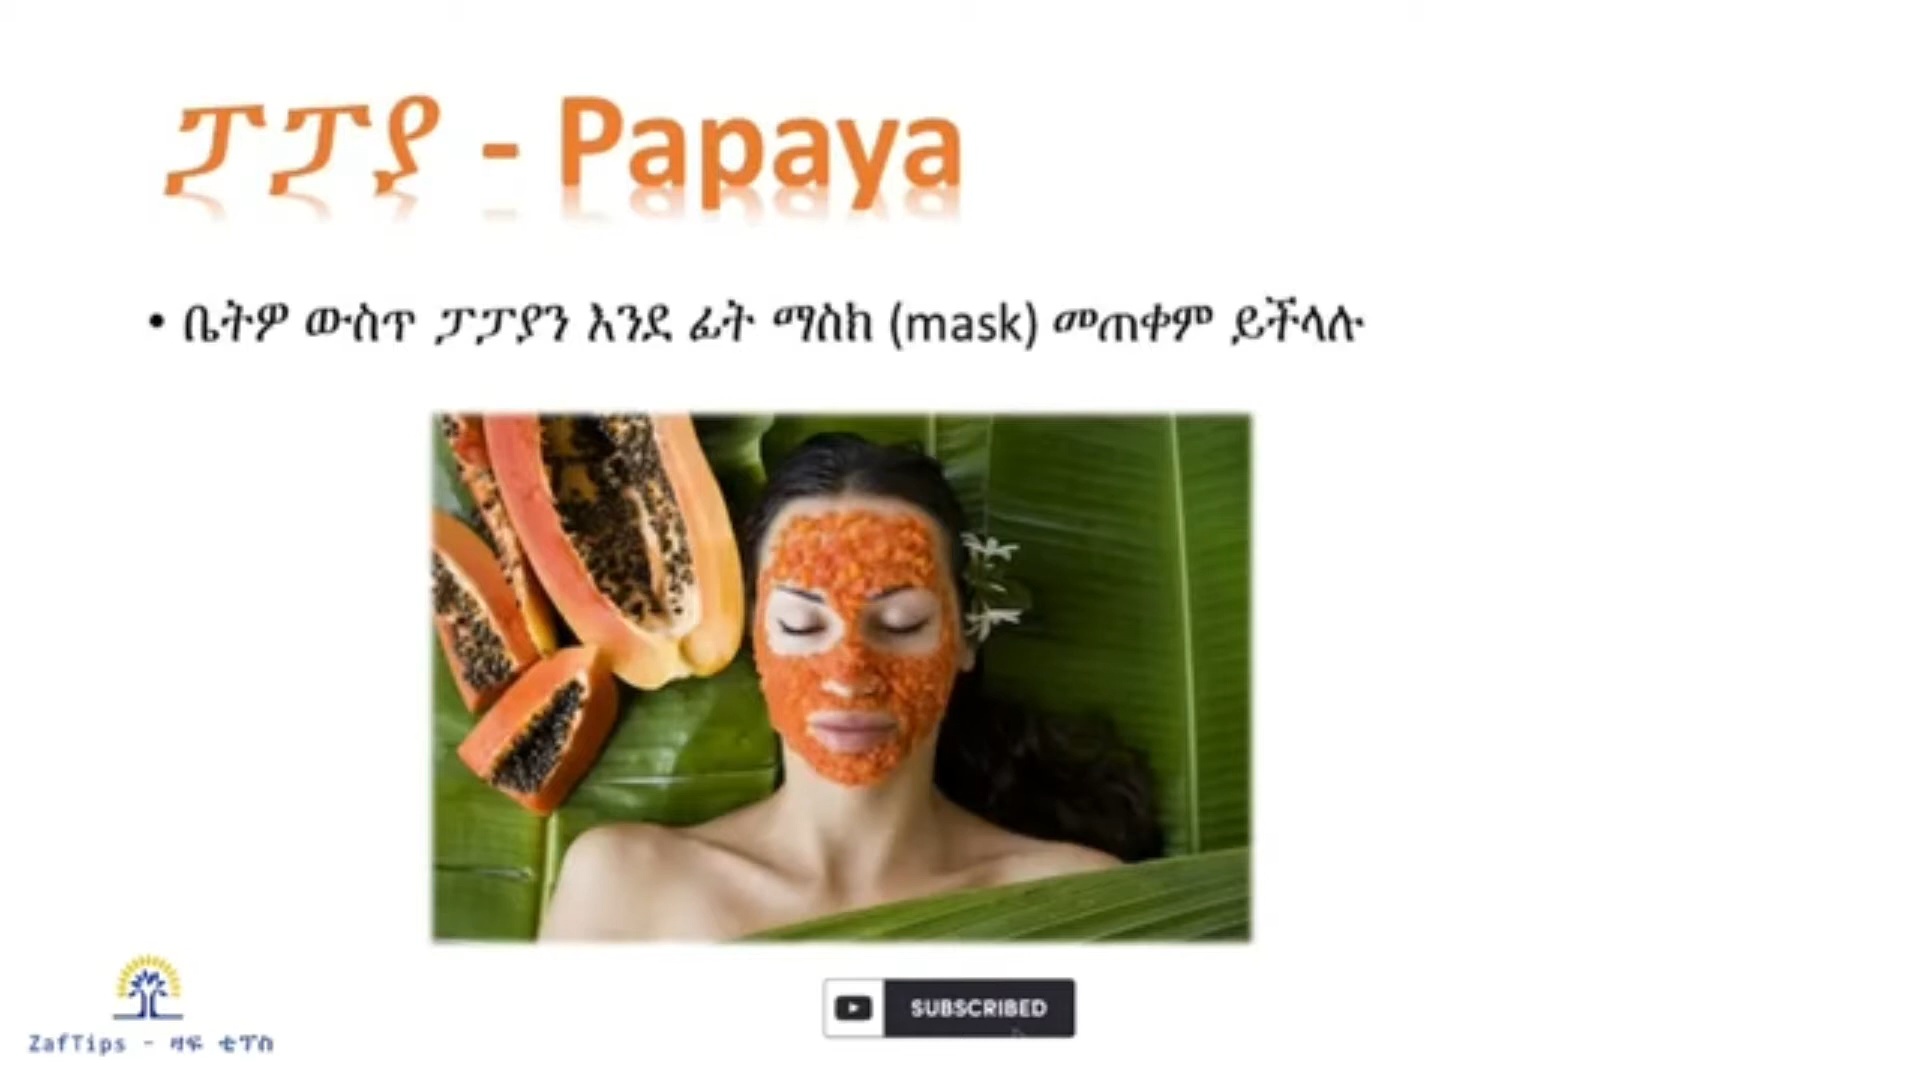 ፓፓያ - Papaya
• ቤትዎ ውስጥ ፓፓያን እንደ ፊት ማስክ (mask) መጠቀም ይችላሉ
SUBSCRIBED
ZafTips - ዛፍ ቲፕስ